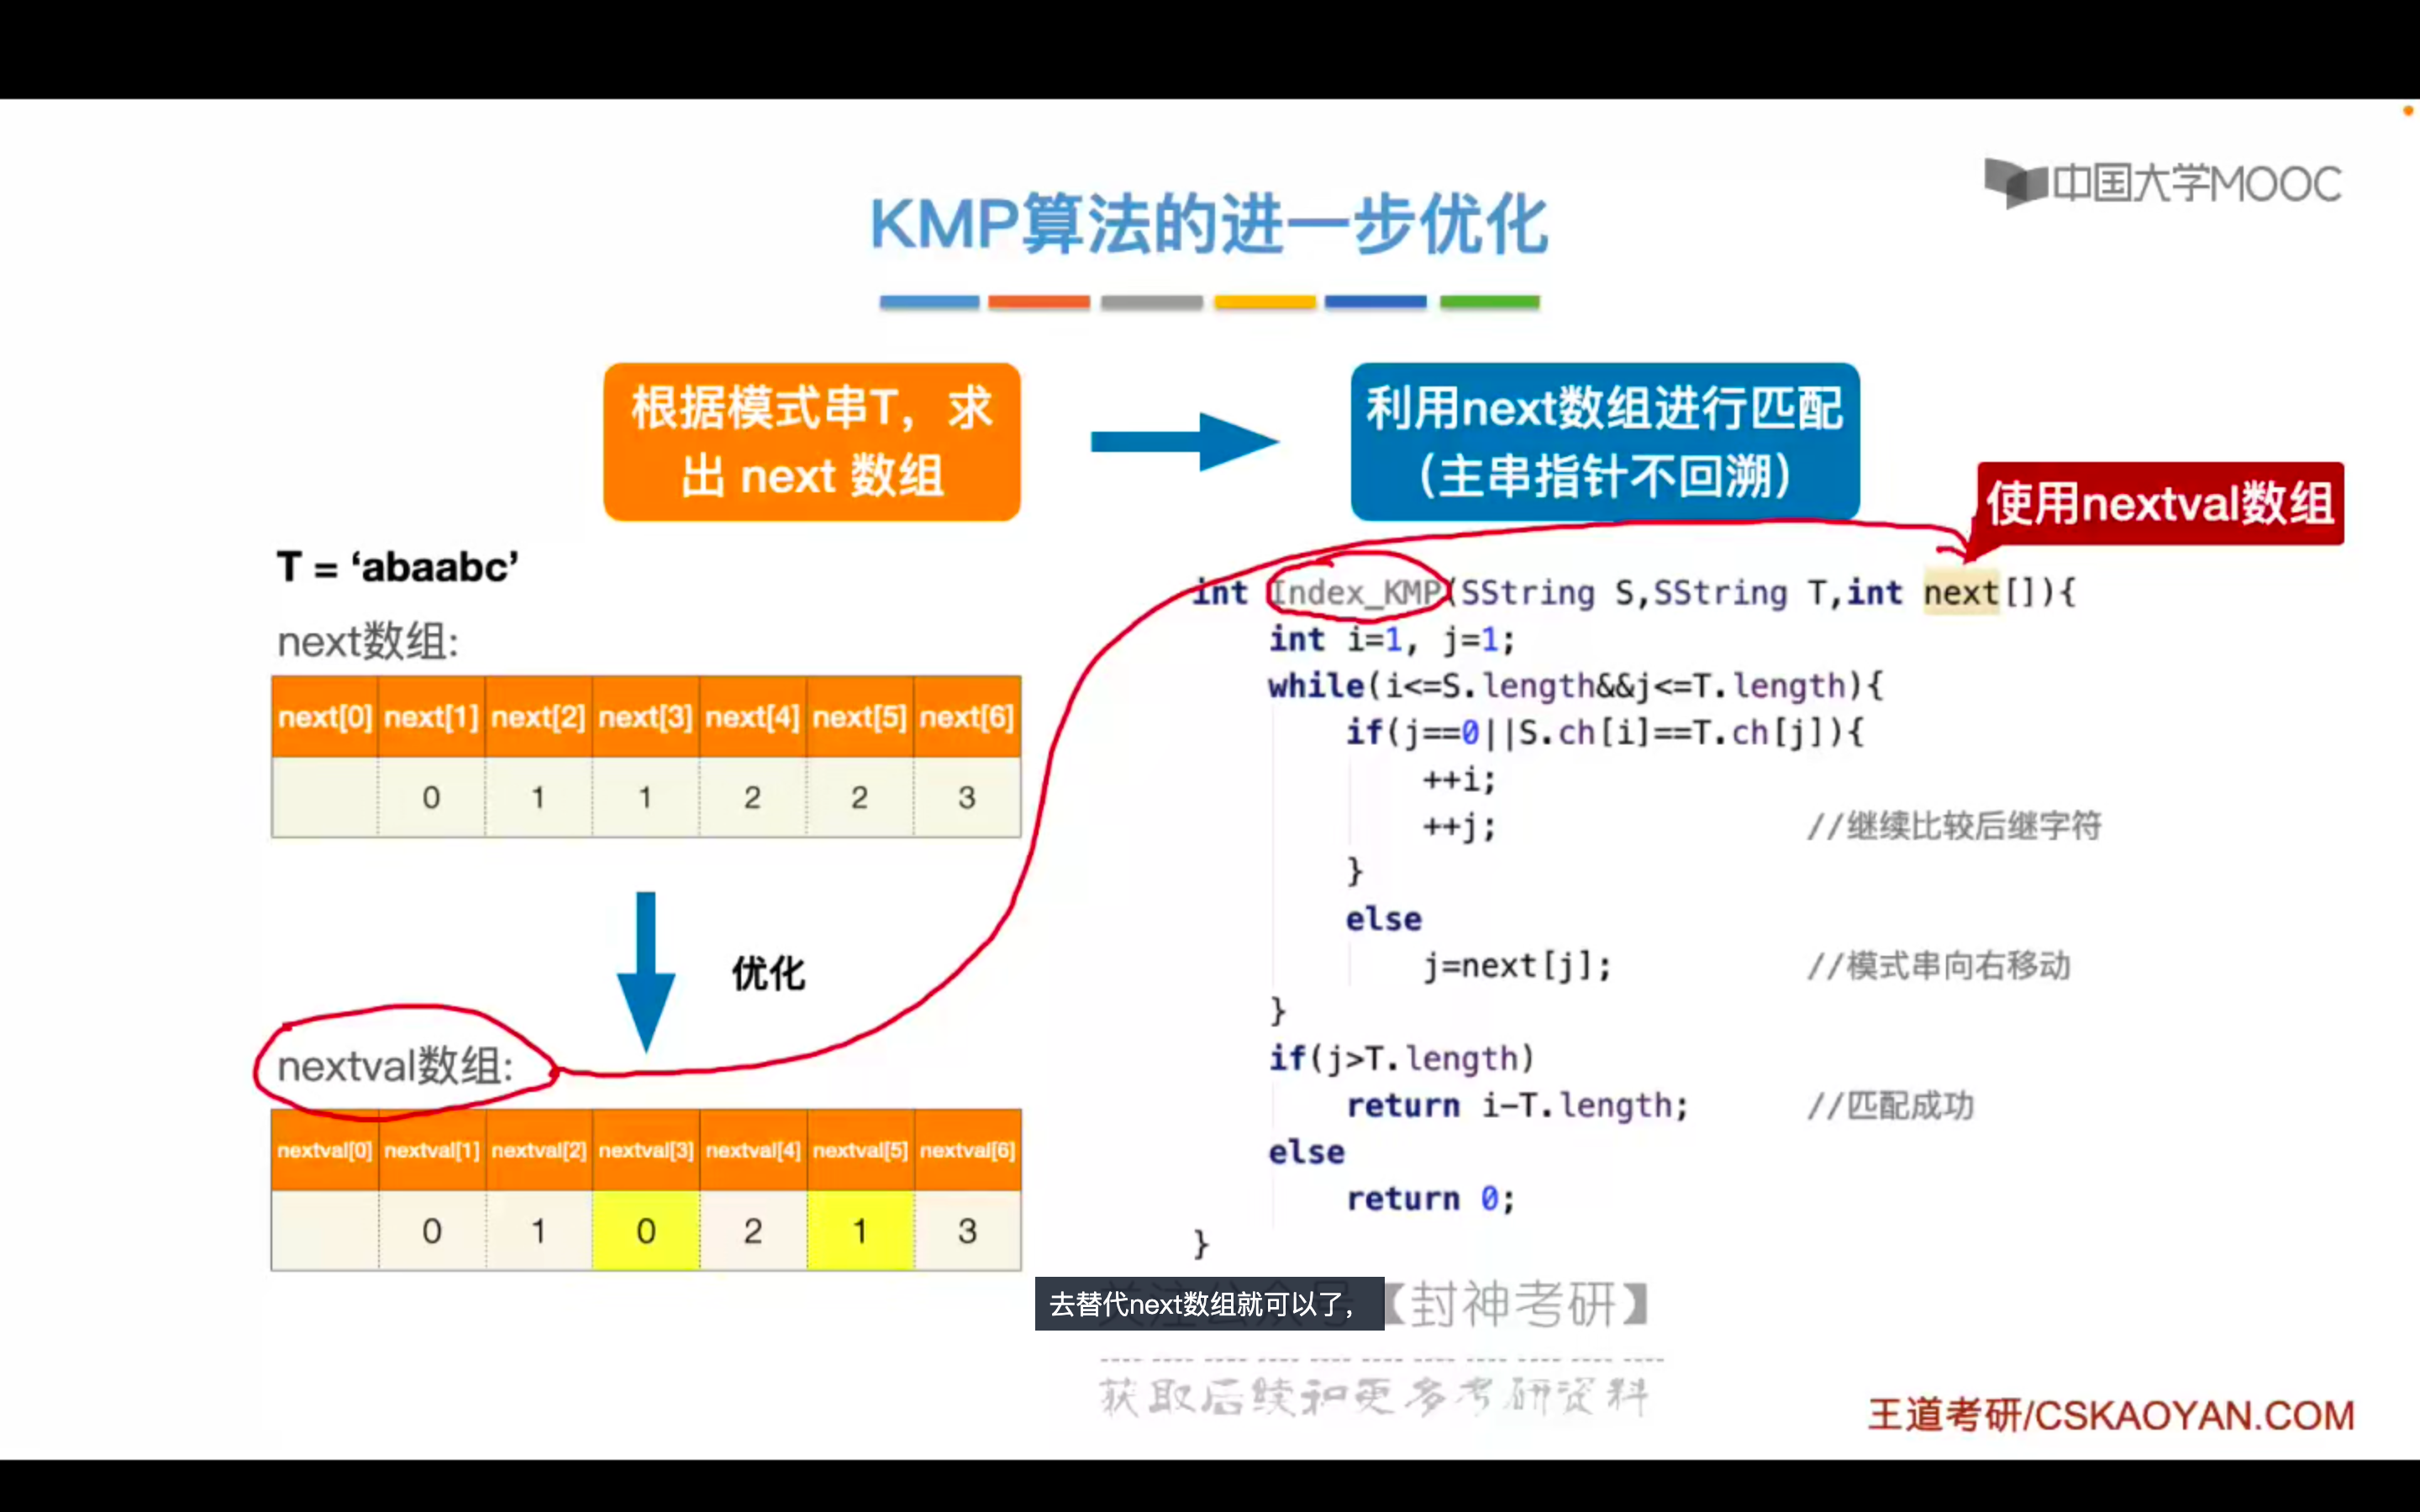 中国大学MOOC
KMP算法的进一步优化
根据模式串T，求
出 next 数组
利用next数组进行匹配
（主串指针不回溯）
使用nextval数组
T = ‘abaabc’
next数组:
next[0] next[1] next[2] next[3] next[4] next[5] next[6]
0 1 1 2 2 3
优化
nextval数组:
nextval[0] nextval[1] nextval[2] nextval[3] nextval[4] nextval[5] nextval[6]
0 1 0 2 1 3
int Index_KMP(SString S,SString T,int next[]){
int i=1, j=1;
while(i<=S.length&&j<=T.length){
if(j==0||S.ch[i]==T.ch[j]){
++i;
++j; //继续比较后继字符
}
else
j=next[j]; //模式串向右移动
}
if(j>T.length)
return i-T.length; //匹配成功
else
return 0;
}
去替代next数组就可以了，
【封神考研】
获取后续和更多考研资料
王道考研/CSKAOYAN.COM